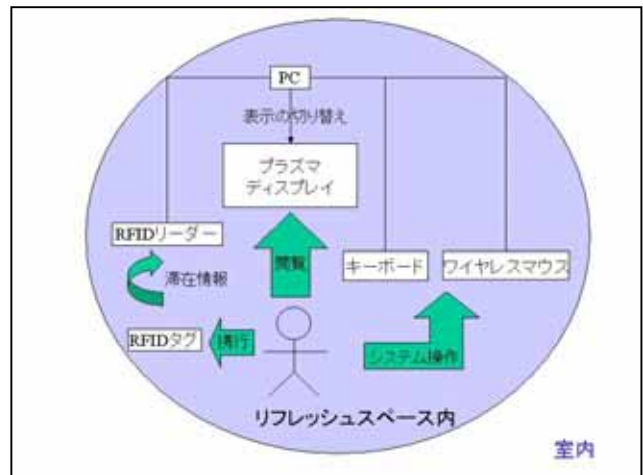 PC
表示の切り替え
プラズマ
ディスプレイ
RFIDリーダー
滞在情報
閲覧
キーボード
ワイヤレスマウス
RFIDタグ
携行
システム操作
リフレッシュスペース内
室内